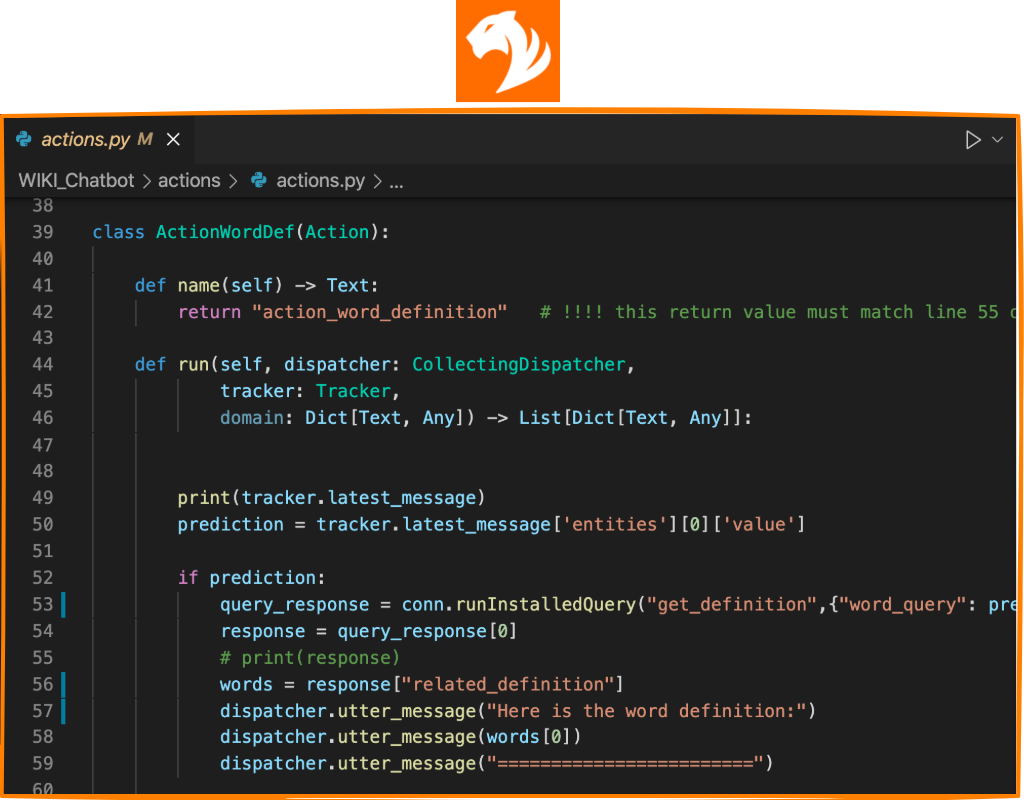 actions.py M
WIKI_Chatbot > actions > actions.py > ...
38
39 class ActionWordDef(Action):
40
41     def name(self) -> Text:
42         return "action_word_definition"   # !!!! this return value must match line 55
43
44     def run(self, dispatcher: CollectingDispatcher,
45             tracker: Tracker,
46             domain: Dict[Text, Any]) -> List[Dict[Text, Any]]:
47
48
49         print(tracker.latest_message)
50         prediction = tracker.latest_message['entities'][0]['value']
51
52         if prediction:
53             query_response = conn.runInstalledQuery("get_definition",{"word_query": pre
54             response = query_response[0]
55             # print(response)
56             words = response["related_definition"]
57             dispatcher.utter_message("Here is the word definition:")
58             dispatcher.utter_message(words[0])
59             dispatcher.utter_message("========================")
60